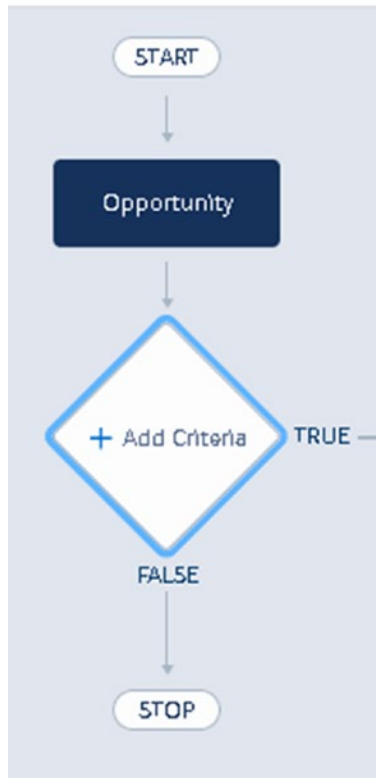 START
Opportunity
+ Add Criteria
TRUE
FALSE
STOP